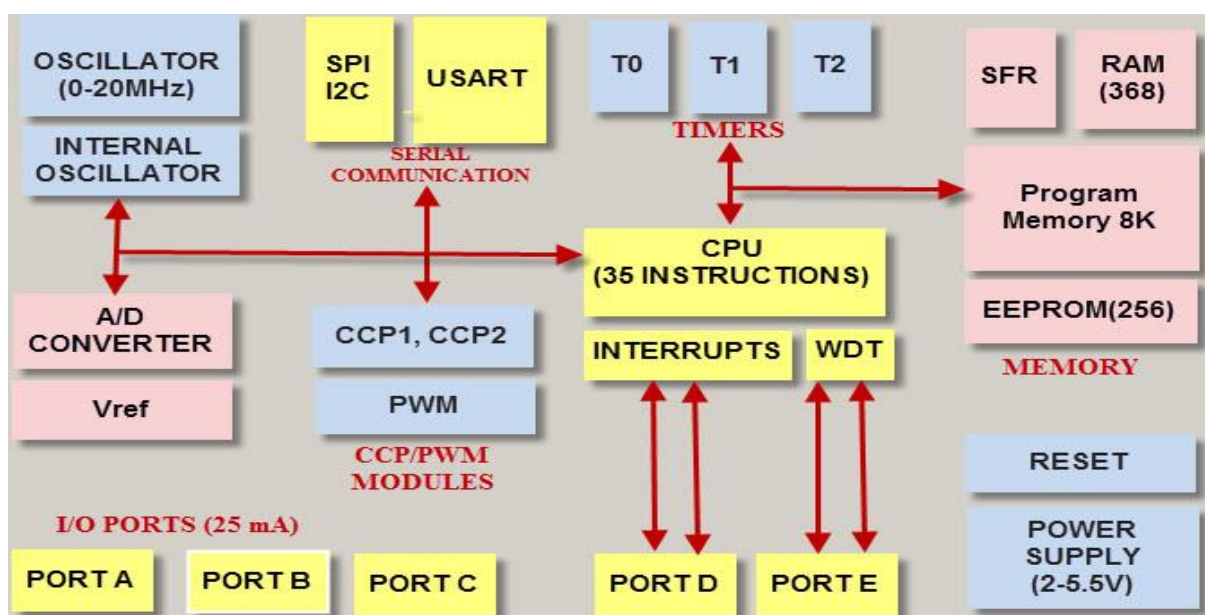 OSCILLATOR
(0-20MHz)
INTERNAL
OSCILLATOR
SPI
I2C
USART
SERIAL
COMMUNICATION
T0
T1
T2
TIMERS
SFR
RAM
(368)
Program
Memory 8K
EEPROM(256)
MEMORY
CPU
(35 INSTRUCTIONS)
A/D
CONVERTER
Vref
CCP1, CCP2
PWM
CCP/PWM
MODULES
INTERRUPTS
WDT
RESET
POWER
SUPPLY
(2-5.5V)
I/O PORTS (25 mA)
PORT A
PORT B
PORT C
PORT D
PORT E